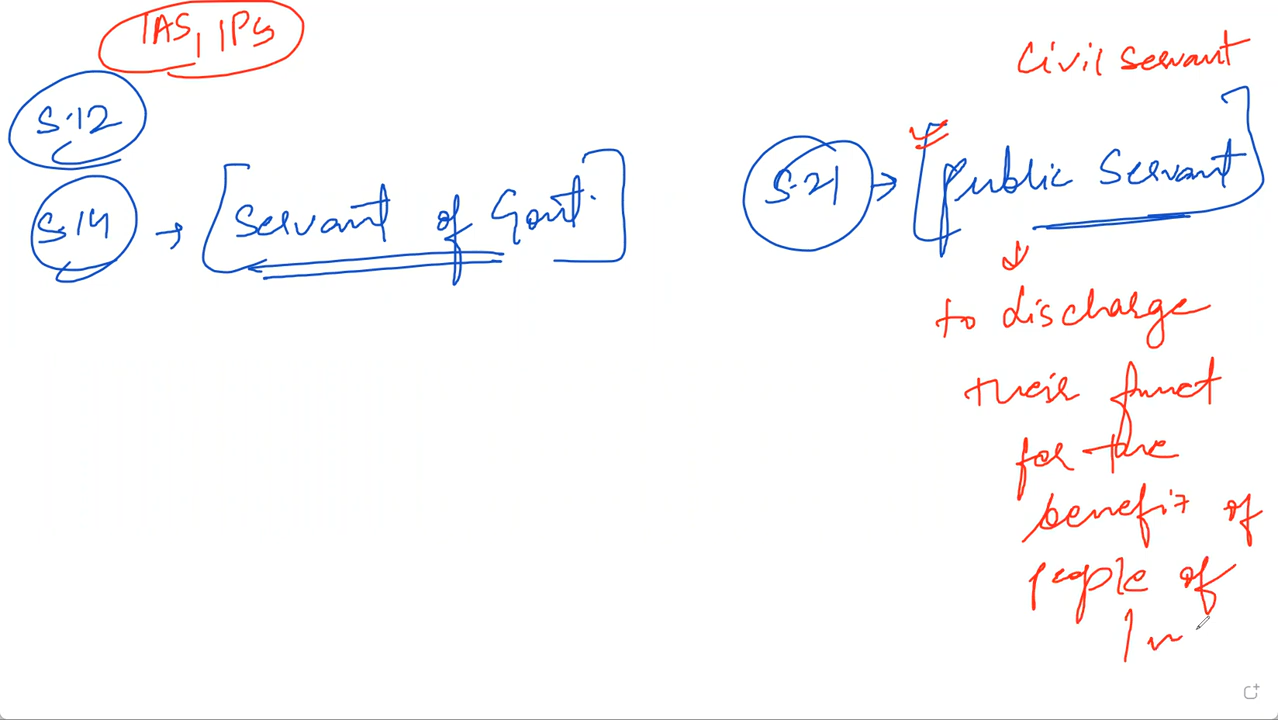 IAS, IPS
S.12
S.14 → [Servant of Govt.]
Civil Servant
S.21 → [public Servant]
to discharge
their funct
for the
benefit of
people of
In